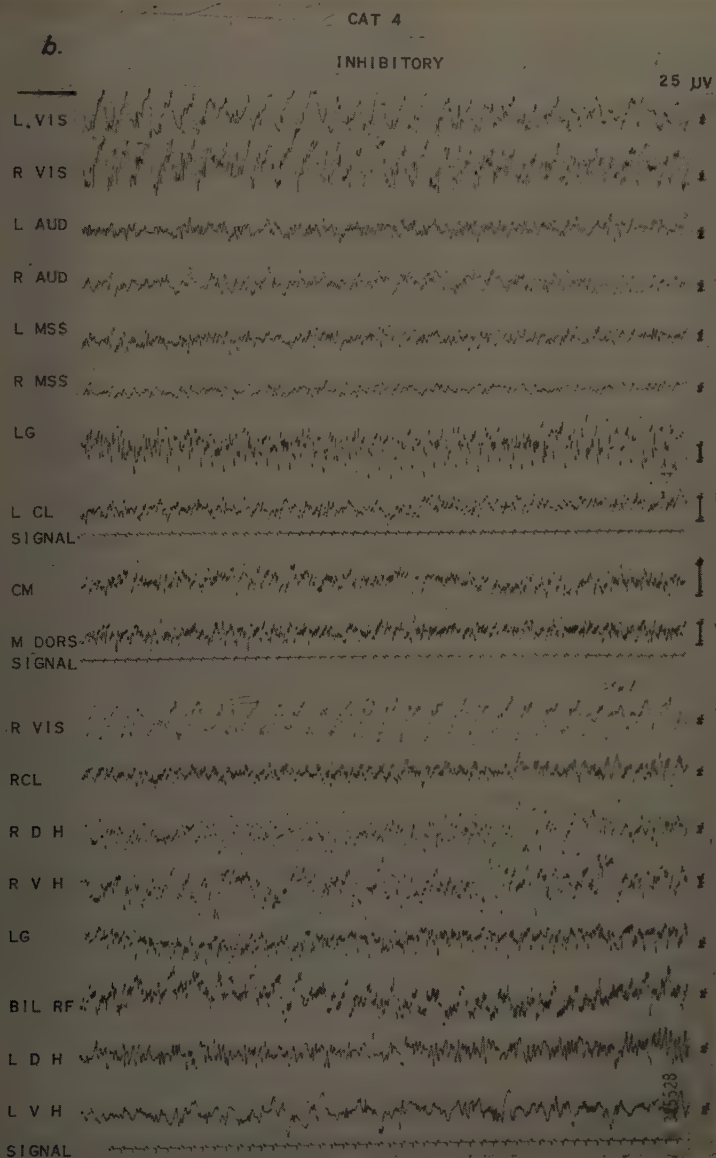 CAT 4
b.
INHIBITORY
25 µV
L. VIS
R VIS
L AUD
R AUD
L MSS
R MSS
LG
L CL
SIGNAL
CM
M DORS
SIGNAL
R VIS
RCL
R D H
R V H
LG
BIL RF
L D H
L V H
SIGNAL